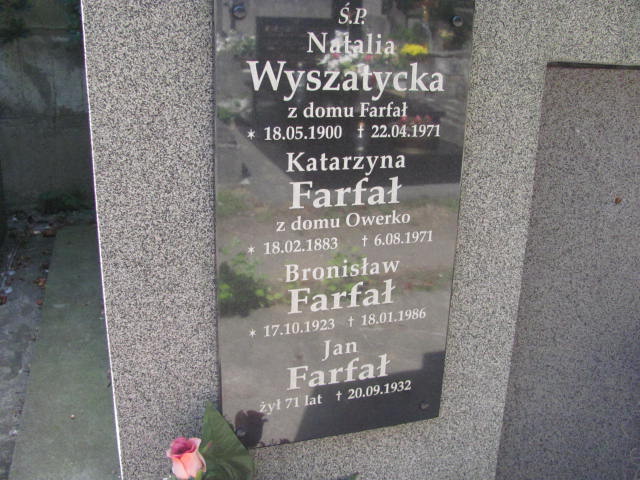 Ś.P.
Natalia
Wyszatycka
z domu Farfał
* 18.05.1900 † 22.04.1971
Katarzyna
Farfał
z domu Owerko
* 18.02.1883 † 6.08.1971
Bronisław
Farfał
* 17.10.1923 † 18.01.1986
Jan
Farfał
żył 71 lat † 20.09.1932